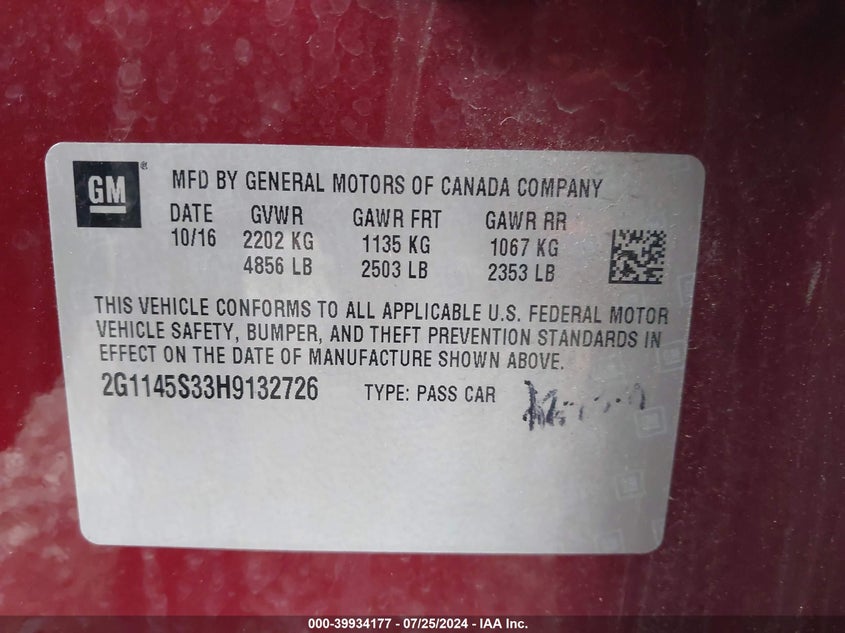 GM ® MFD BY GENERAL MOTORS OF CANADA COMPANY
DATE GVWR GAWR FRT GAWR RR
10/16 2202 KG 1135 KG 1067 KG
4856 LB 2503 LB 2353 LB
THIS VEHICLE CONFORMS TO ALL APPLICABLE U.S. FEDERAL MOTOR
VEHICLE SAFETY, BUMPER, AND THEFT PREVENTION STANDARDS IN
EFFECT ON THE DATE OF MANUFACTURE SHOWN ABOVE.
2G1145S33H9132726 TYPE: PASS CAR
000-39934177 - 07/25/2024 - IAA Inc.